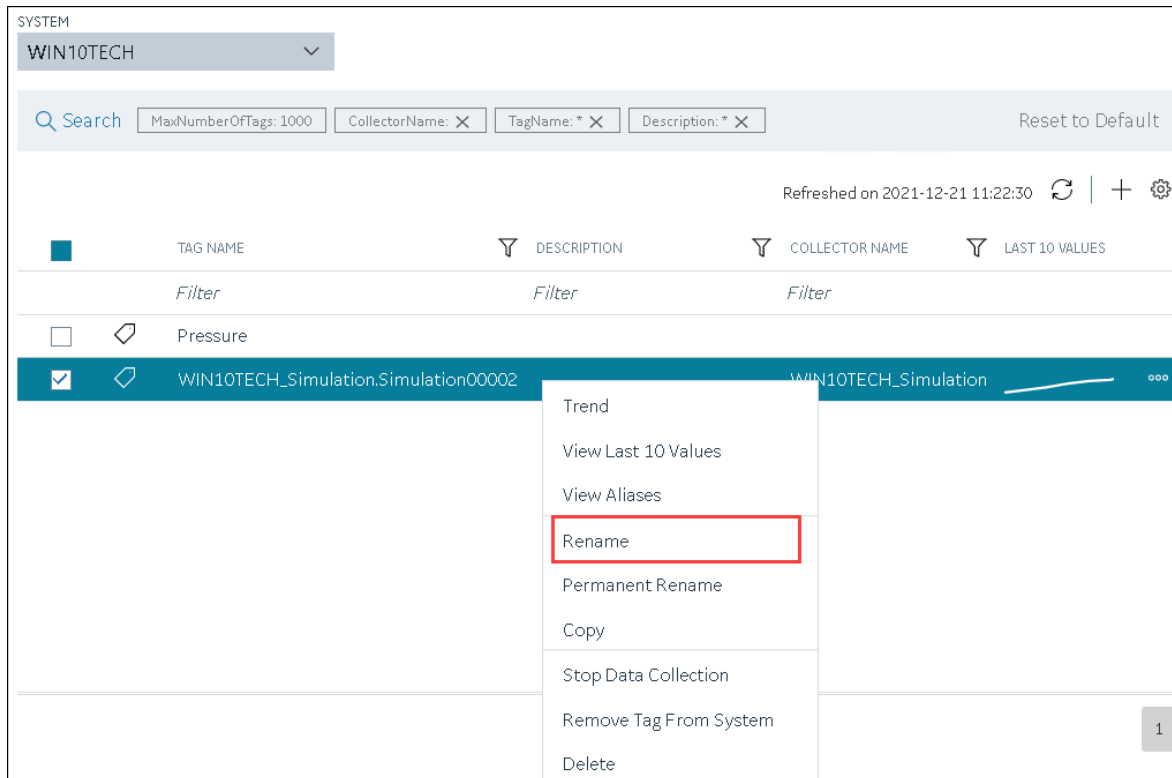 SYSTEM
WIN10TECH
Search MaxNumberOfTags: 1000 CollectorName: TagName: * Description: * Reset to Default
Refreshed on 2021-12-21 11:22:30
TAG NAME DESCRIPTION COLLECTOR NAME LAST 10 VALUES
Filter Filter Filter
Pressure
WIN10TECH_Simulation.Simulation00002 WIN10TECH_Simulation
Trend
View Last 10 Values
View Aliases
Rename
Permanent Rename
Copy
Stop Data Collection
Remove Tag From System
1
Delete